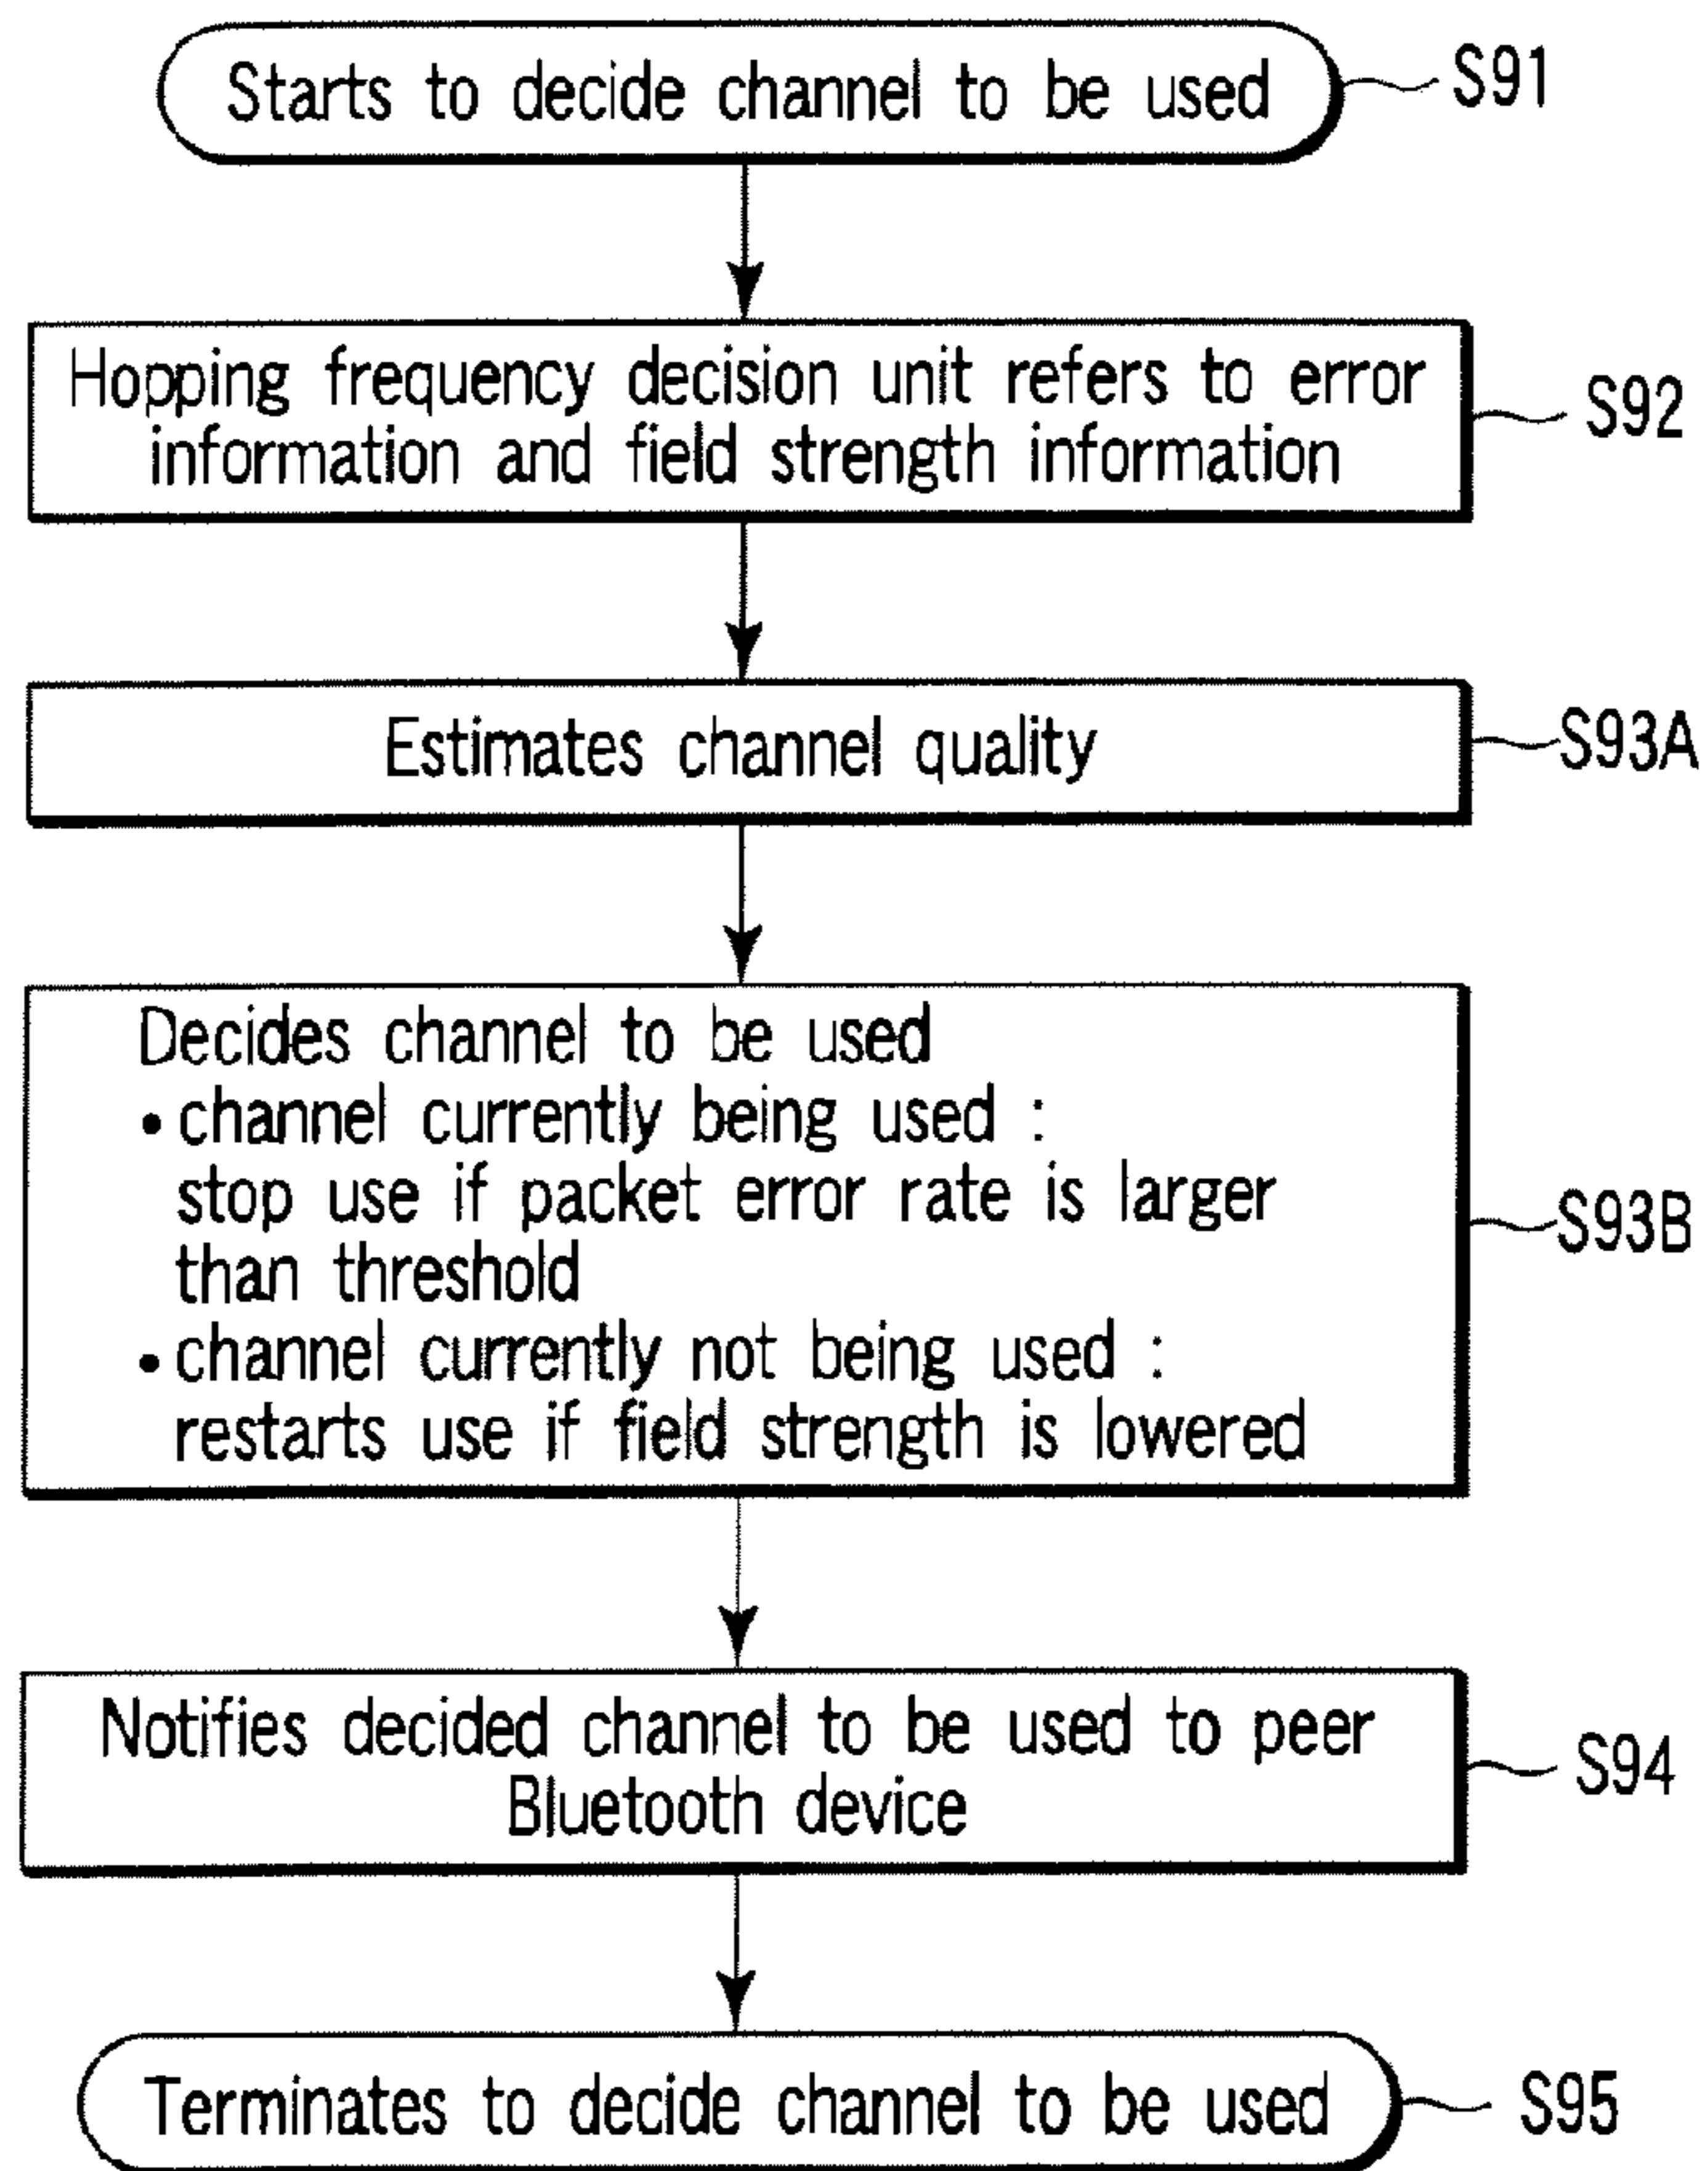 Starts to decide channel to be used
S91
Hopping frequency decision unit refers to error
information and field strength information
S92
Estimates channel quality
S93A
Decides channel to be used
• channel currently being used :
stop use if packet error rate is larger
than threshold
• channel currently not being used :
restarts use if field strength is lowered
S93B
Notifies decided channel to be used to peer
Bluetooth device
S94
Terminates to decide channel to be used
S95